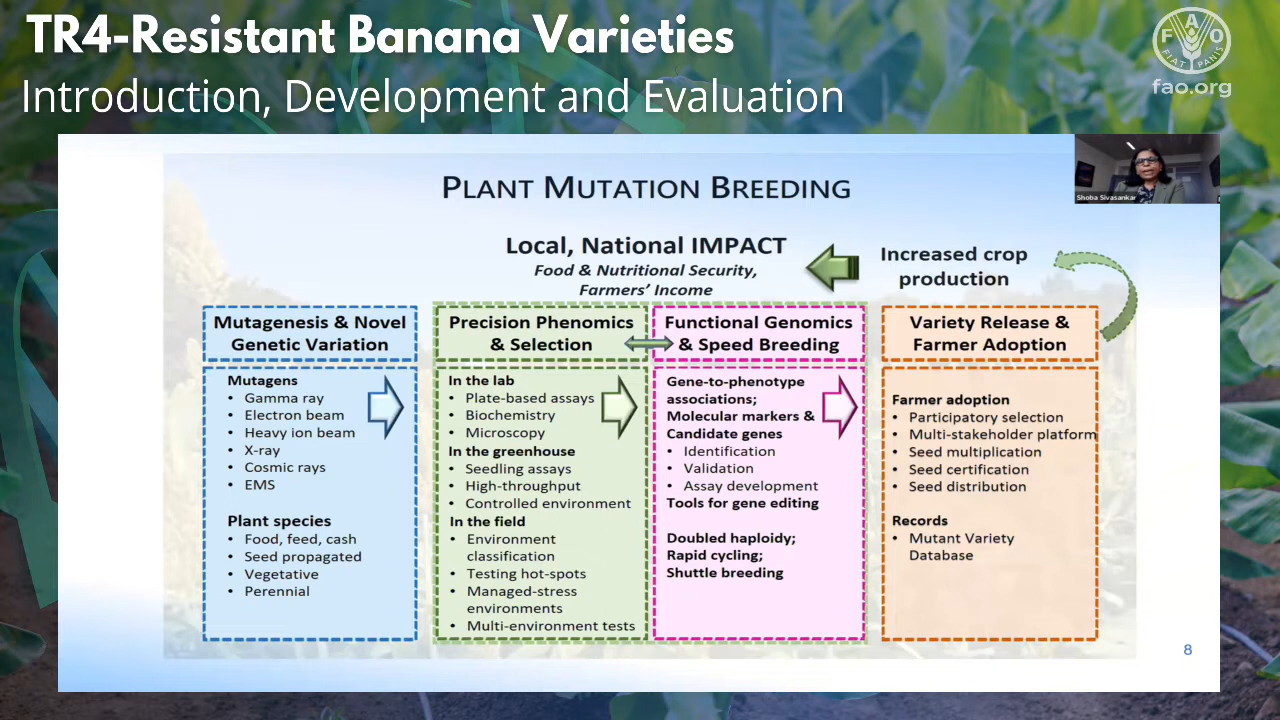 TR4-Resistant Banana Varieties
Introduction, Development and Evaluation
FAO
FIAT PANIS
fao.org
Shoba Sivasankar
PLANT MUTATION BREEDING
Local, National IMPACT
Food & Nutritional Security,
Farmers' Income
Increased crop
production
Mutagenesis & Novel
Genetic Variation
Mutagens
• Gamma ray
• Electron beam
• Heavy ion beam
• X-ray
• Cosmic rays
• EMS
Plant species
• Food, feed, cash
• Seed propagated
• Vegetative
• Perennial
Precision Phenomics
& Selection
In the lab
• Plate-based assays
• Biochemistry
• Microscopy
In the greenhouse
• Seedling assays
• High-throughput
• Controlled environment
In the field
• Environment
classification
• Testing hot-spots
• Managed-stress
environments
• Multi-environment tests
Functional Genomics
& Speed Breeding
Gene-to-phenotype
associations;
Molecular markers &
Candidate genes
• Identification
• Validation
• Assay development
Tools for gene editing
Doubled haploidy;
Rapid cycling;
Shuttle breeding
Variety Release &
Farmer Adoption
Farmer adoption
• Participatory selection
• Multi-stakeholder platform
• Seed multiplication
• Seed certification
• Seed distribution
Records
• Mutant Variety
Database
8